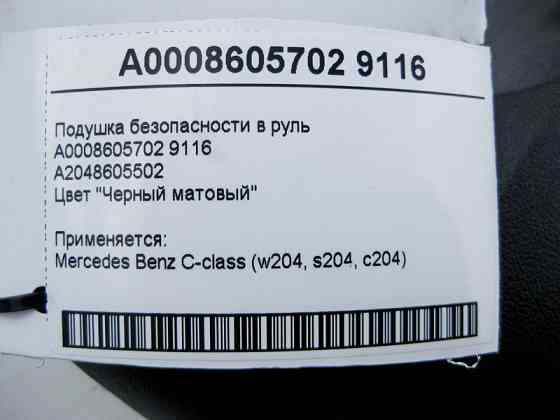 A0008605702 9116
Подушка безопасности в руль
A0008605702 9116
A2048605502
Цвет "Черный матовый"
Применяется:
Mercedes Benz C-class (w204, s204, c204)